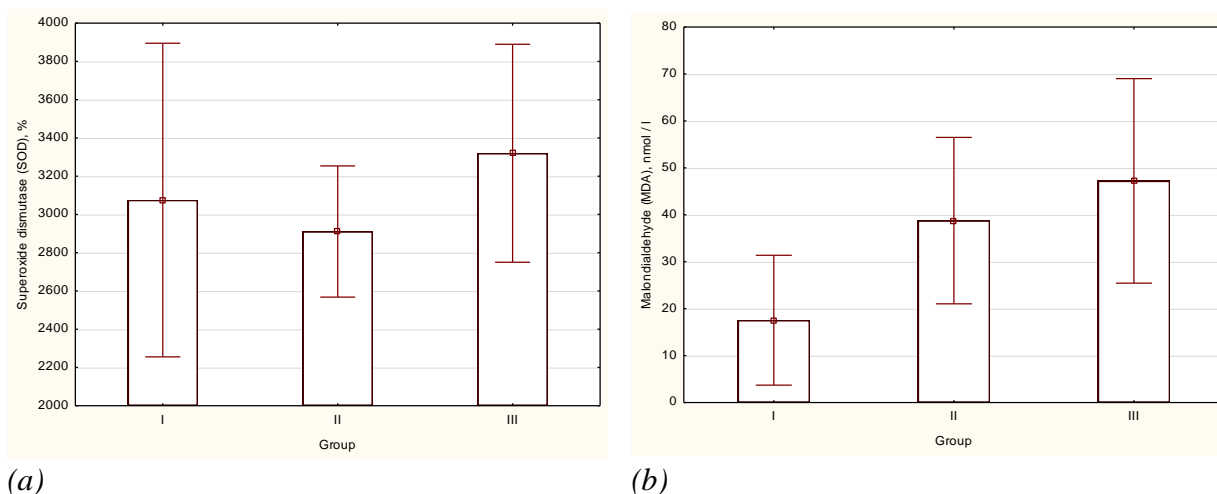 Superoxide dismutase (SOD), %
4000
3800
3600
3400
3200
3000
2800
2600
2400
2200
2000
I
II
III
Group
(a)
Malondialdehyde (MDA), nmol / l
80
70
60
50
40
30
20
10
0
I
II
III
Group
(b)